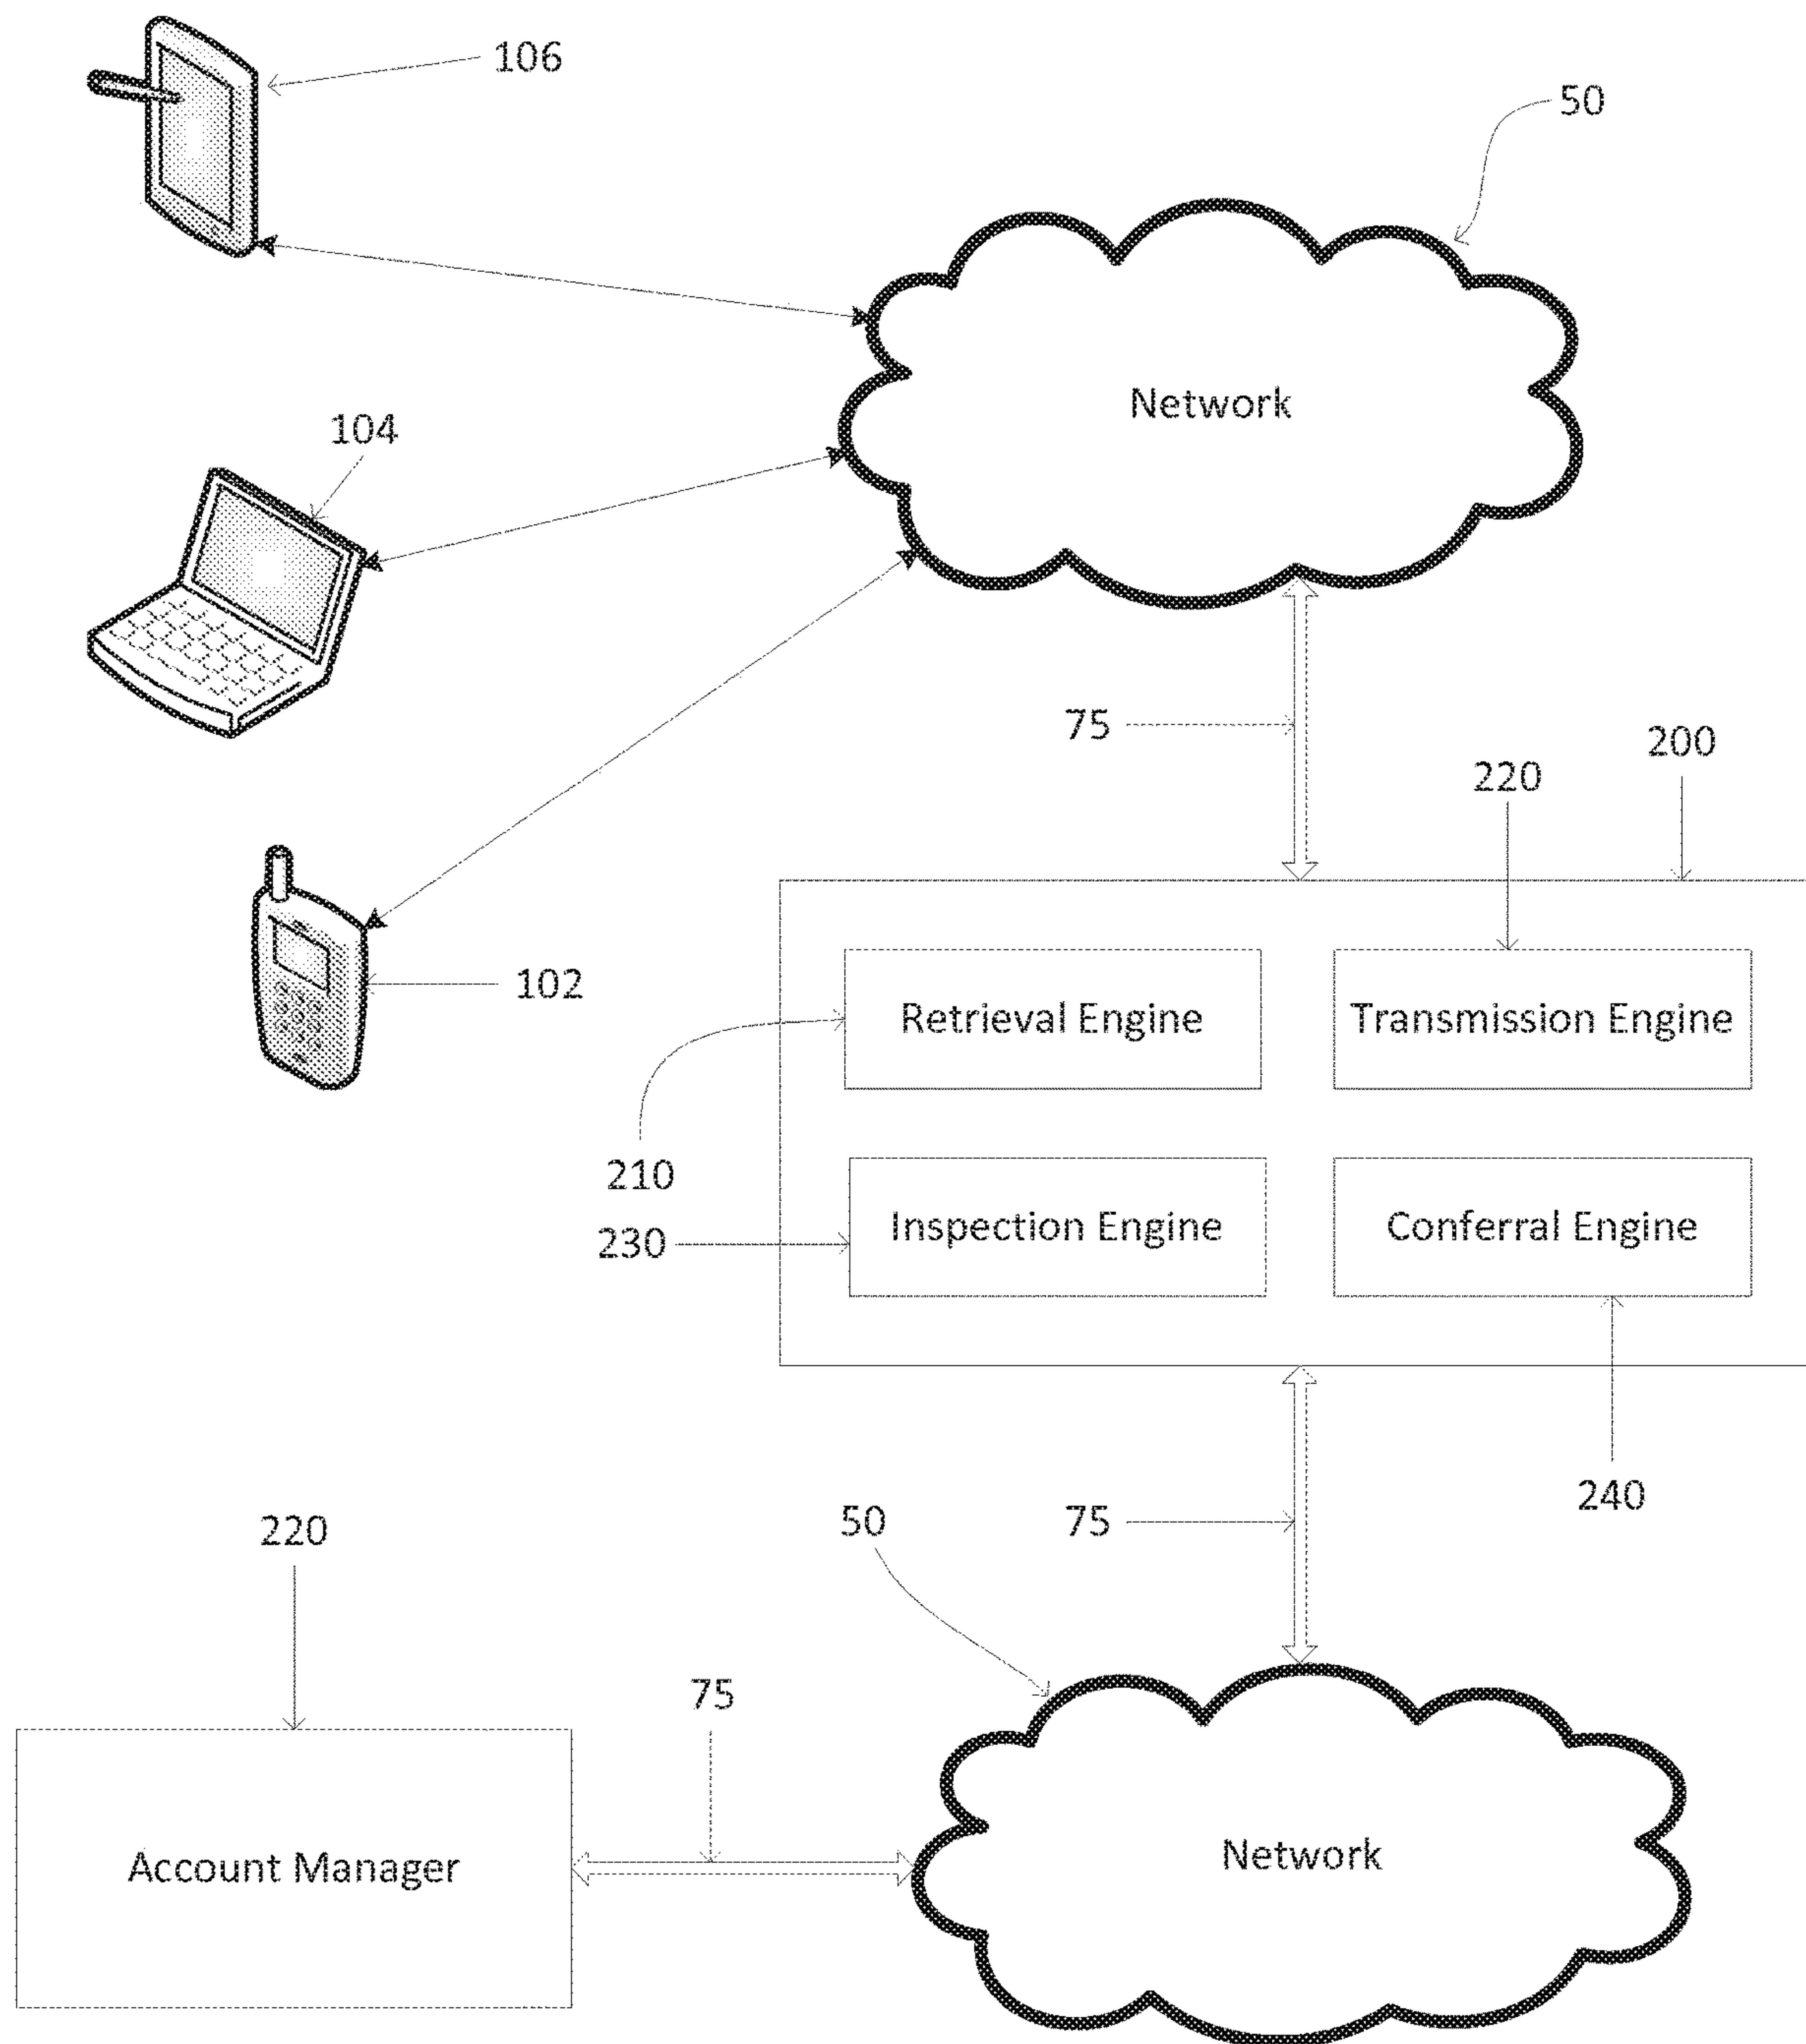 106
50
Network
104
75
200
220
102
Retrieval Engine
Transmission Engine
210
230
Inspection Engine
Conferral Engine
240
220
50
75
75
Account Manager
Network